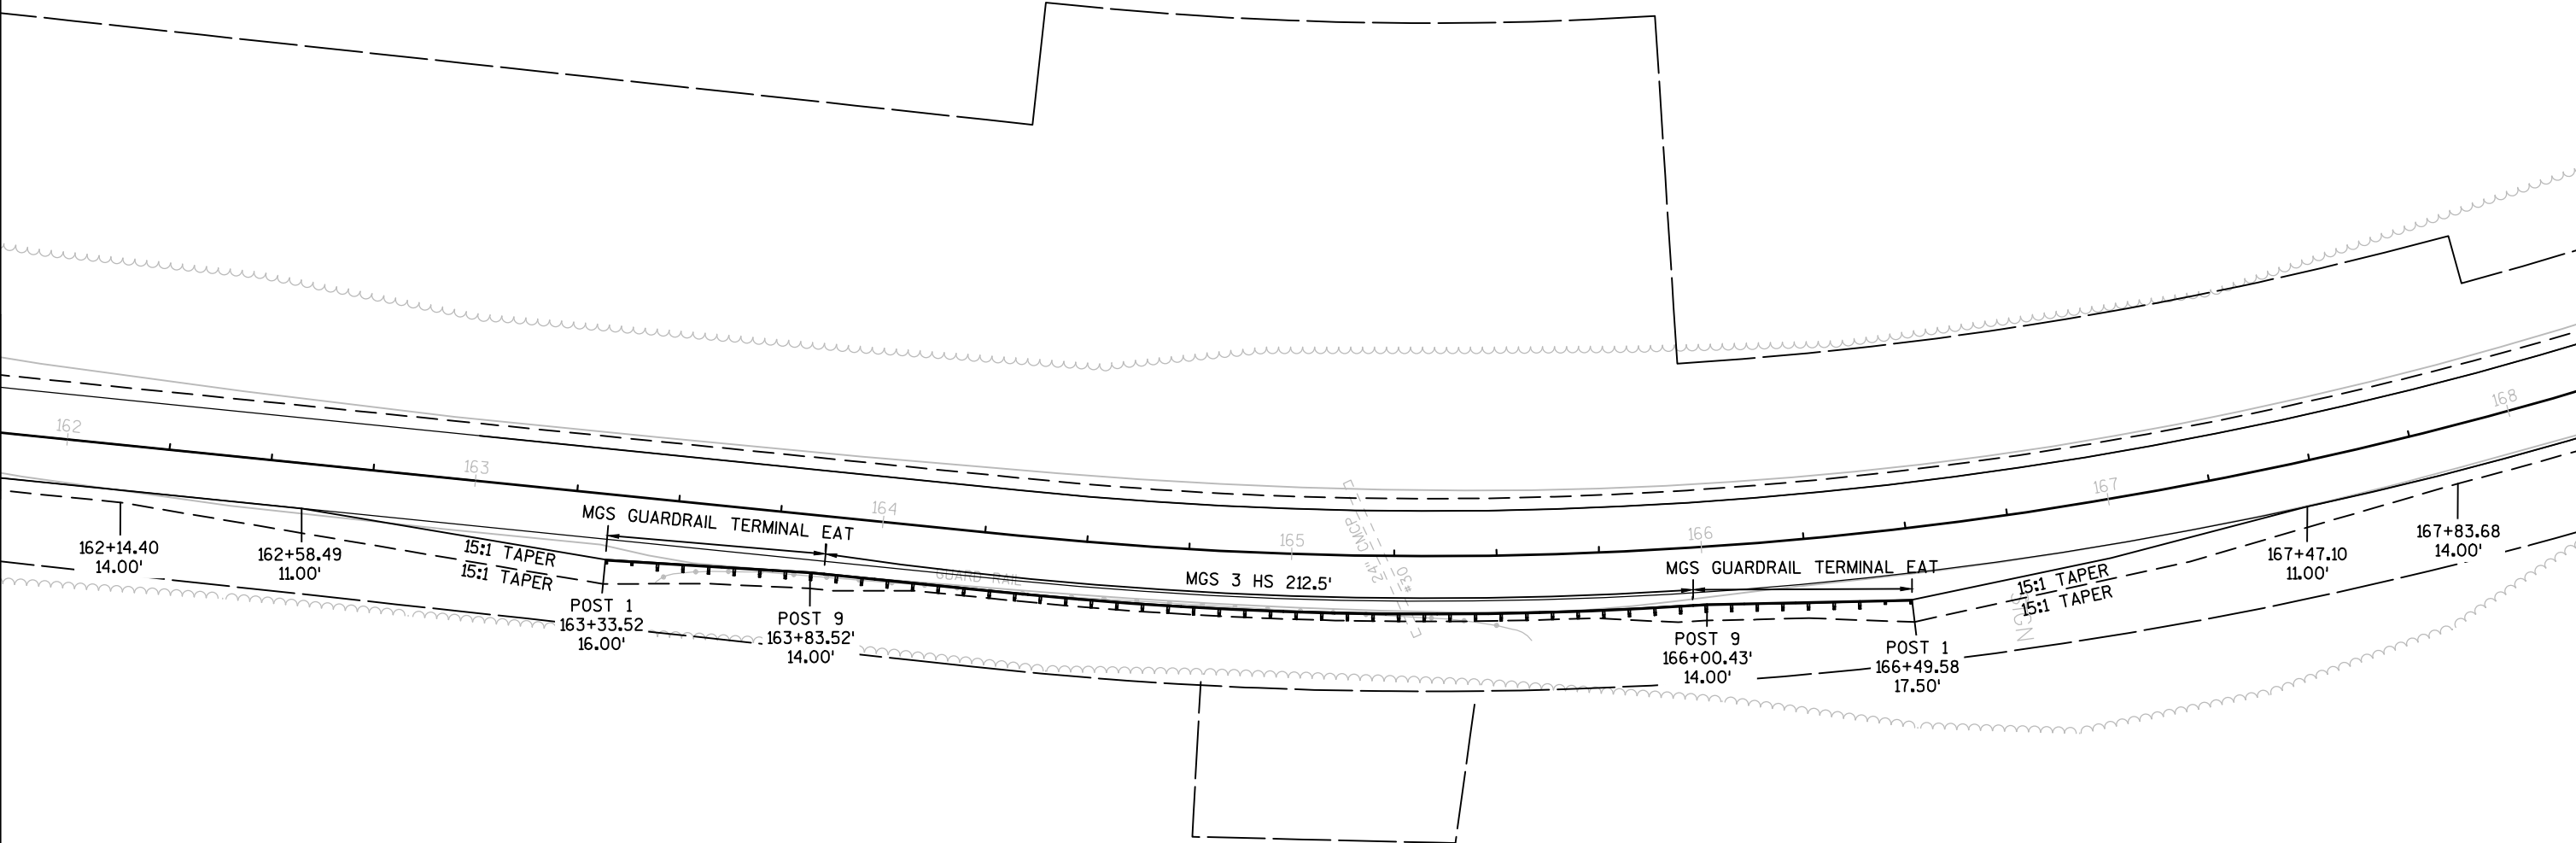 162
163
164
165
166
167
168
MGS GUARDRAIL TERMINAL EAT
MGS 3 HS 212.5'
MGS GUARDRAIL TERMINAL EAT
GUARD RAIL
24" CMCP
#30
SIGN
15:1 TAPER
15:1 TAPER
15:1 TAPER
15:1 TAPER
162+14.40
14.00'
162+58.49
11.00'
POST 1
163+33.52
16.00'
POST 9
163+83.52'
14.00'
POST 9
166+00.43'
14.00'
POST 1
166+49.58
17.50'
167+47.10
11.00'
167+83.68
14.00'